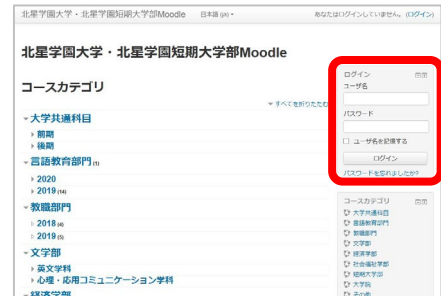 北星学園大学・北星学園短期大学部Moodle 日本語 (ja) あなたはログインしていません。(ログイン)
北星学園大学・北星学園短期大学部Moodle
コースカテゴリ
すべてを折りたたむ
大学共通科目
前期
後期
言語教育部門 (1)
2020
2019 (14)
教職部門
2018 (4)
2019 (5)
文学部
英文学科
心理・応用コミュニケーション学科
経済学部
ログイン
ユーザ名
パスワード
ユーザ名を記憶する
ログイン
パスワードを忘れましたか?
コースカテゴリ
大学共通科目
言語教育部門
教職部門
文学部
経済学部
社会福祉学部
短期大学部
大学院
その他